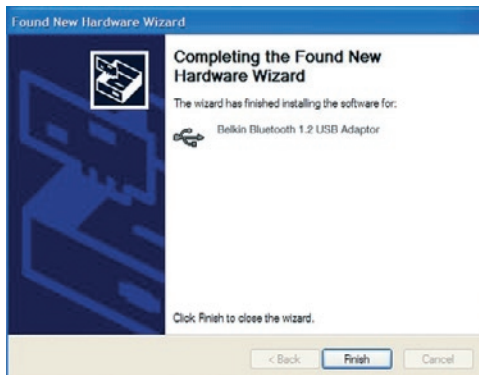 Found New Hardware Wizard
Completing the Found New
Hardware Wizard
The wizard has finished installing the software for:
Belkin Bluetooth 1.2 USB Adaptor
Click Finish to close the wizard.
< Back
Finish
Cancel